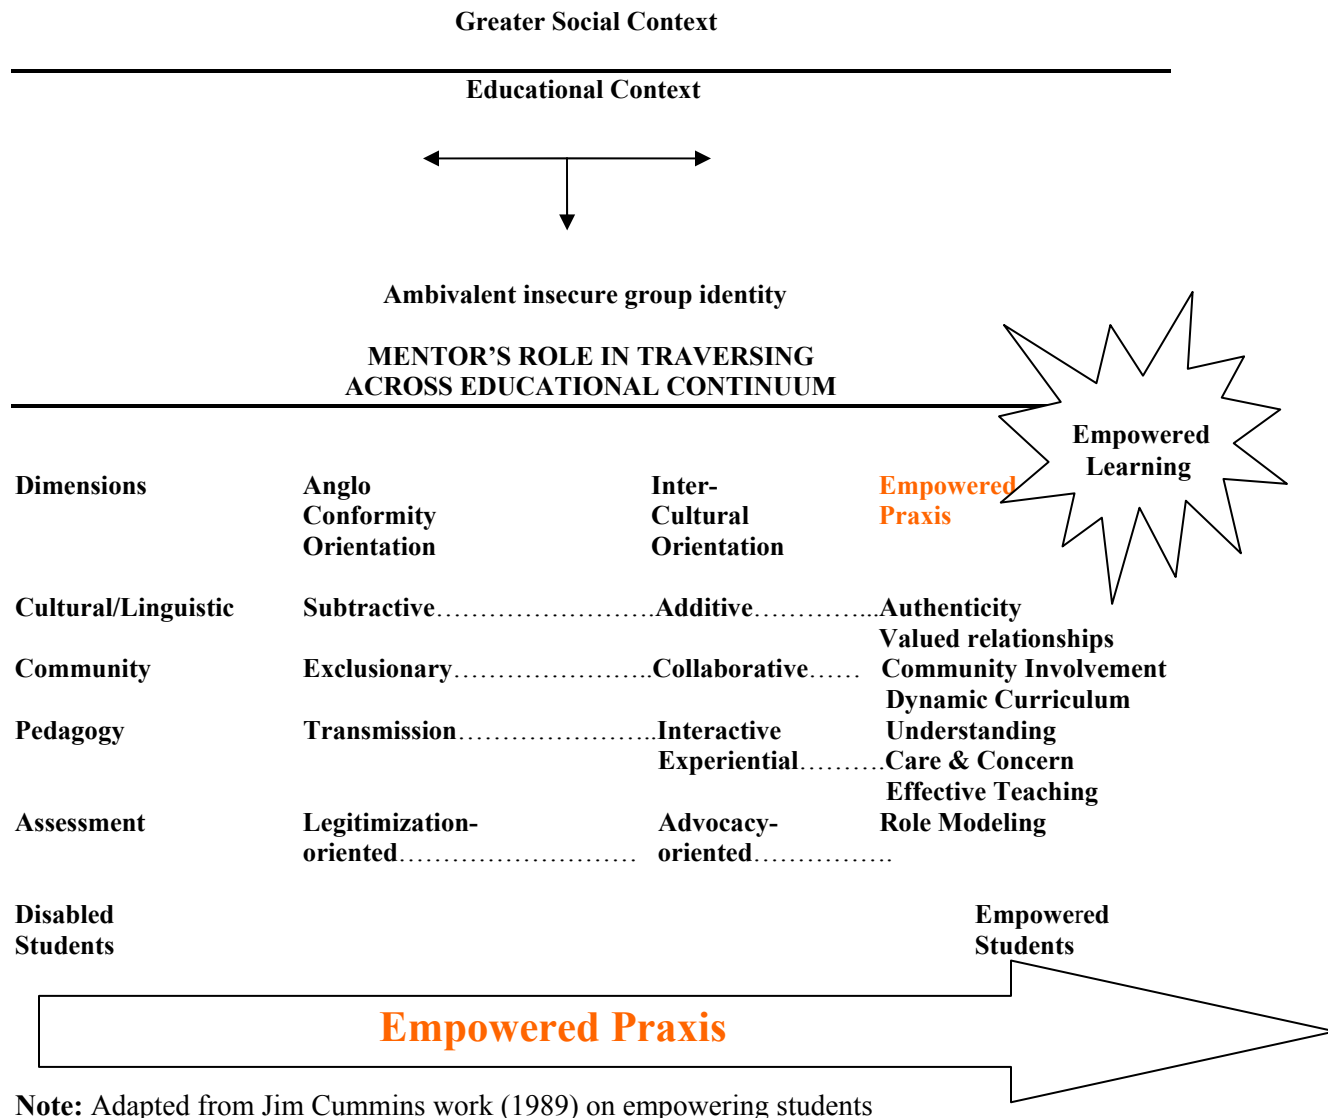 Greater Social Context
Educational Context
Ambivalent insecure group identity
MENTOR’S ROLE IN TRAVERSING
ACROSS EDUCATIONAL CONTINUUM
Empowered
Learning
Dimensions Anglo Inter- Empowered
Conformity Cultural Praxis
Orientation Orientation
Cultural/Linguistic Subtractive…………………….Additive…………...Authenticity
Valued relationships
Community Exclusionary…………………..Collaborative…… Community Involvement
Dynamic Curriculum
Pedagogy Transmission…………………..Interactive Understanding
Experiential……….Care & Concern
Effective Teaching
Assessment Legitimization- Advocacy- Role Modeling
oriented……………………… oriented…………….
Disabled Empowered
Students Students
Empowered Praxis
Note: Adapted from Jim Cummins work (1989) on empowering students